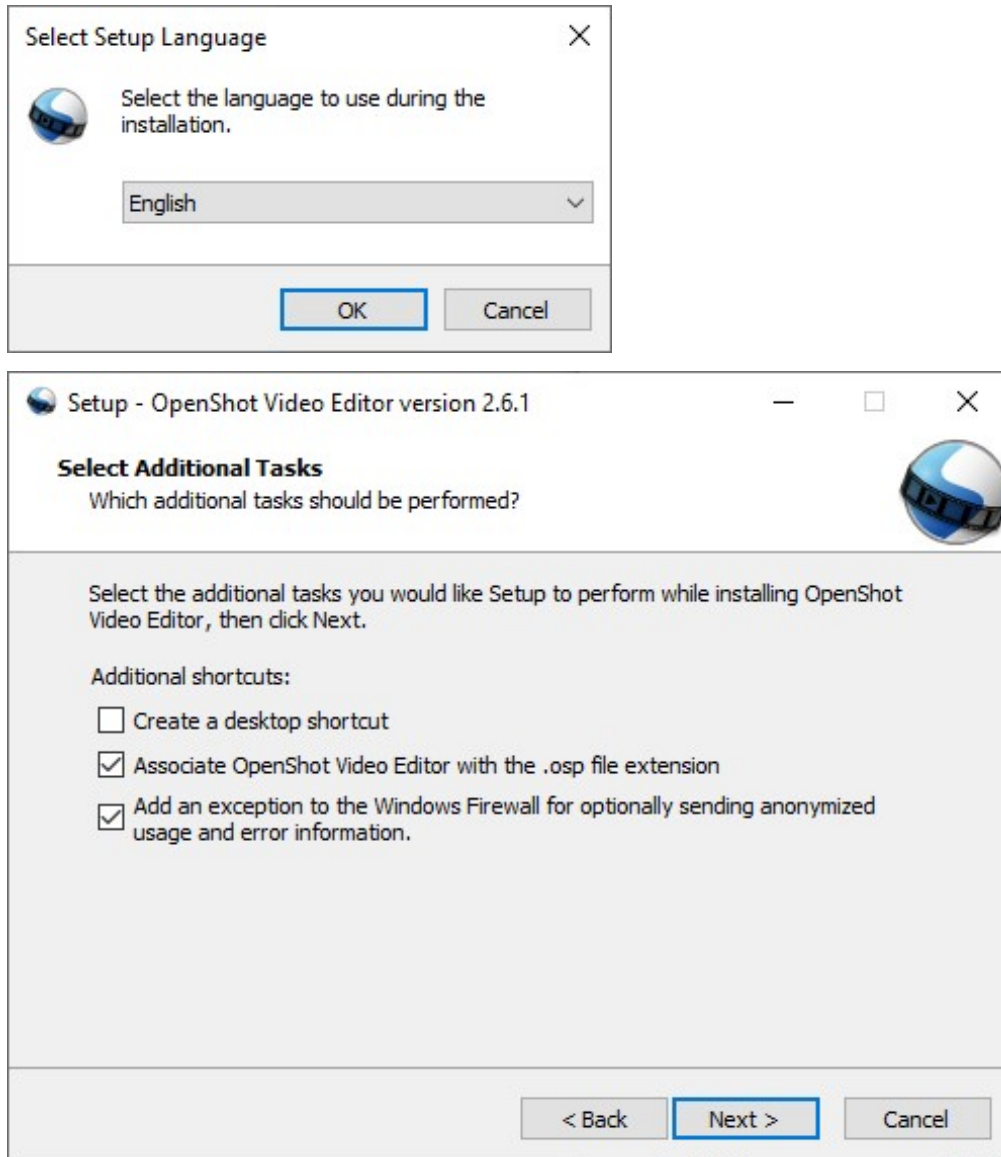 Select Setup Language
Select the language to use during the
installation.
English
OK
Cancel
Setup - OpenShot Video Editor version 2.6.1
Select Additional Tasks
Which additional tasks should be performed?
Select the additional tasks you would like Setup to perform while installing OpenShot
Video Editor, then click Next.
Additional shortcuts:
Create a desktop shortcut
Associate OpenShot Video Editor with the .osp file extension
Add an exception to the Windows Firewall for optionally sending anonymized
usage and error information.
< Back
Next >
Cancel